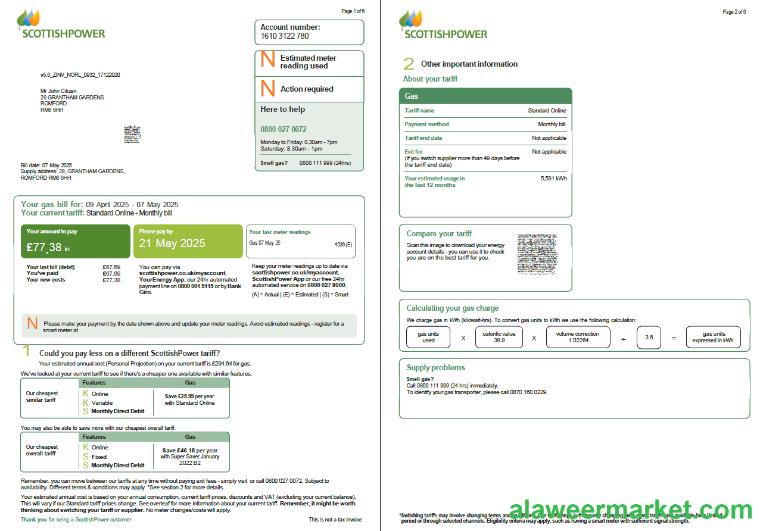 SCOTTISHPOWER
Page 1 of 6
Account number:
1610 3122 780
N Estimated meter
reading used
N Action required
Here to help
0800 027 0072
Monday to Friday: 8.30am - 7pm
Saturday: 8.30am - 1pm
Smell gas? 0800 111 999 (24hrs)
Mr John Citizen
29 GRANTHAM GARDENS
ROMFORD
RM6 6HH
Bill date: 07 May 2025
Supply address: 29, GRANTHAM GARDENS,
ROMFORD RM6 6HH
Your gas bill for: 09 April 2025 - 07 May 2025
Your current tariff: Standard Online - Monthly bill
Your amount to pay
£77.38 in
Please pay by
21 May 2025
Your last meter readings
Gas 07 May 25
Your last bill (debit)
You've paid
Your new costs £77.38
You can pay via
scottishpower.co.uk/myaccount,
YourEnergy App, our 24hr automated
payment line on 0800 001 5115 or by Bank
Giro.
Keep your meter readings up to date via
scottishpower.co.uk/myaccount,
ScottishPower App or our free 24hr
automated service on
(A) = Actual | (E) = Estimated | (S) = Smart
N Please make your payment by the date shown above and update your meter readings. Avoid estimated readings - register for a
smart meter at
1 Could you pay less on a different ScottishPower tariff?
Your estimated annual cost (Personal Projection) on your current tariff is
We've looked at your current tariff to see if there's a cheaper one available with similar features.
Features Gas
Our cheapest
similar tariff
K Online
K Variable
S Monthly Direct Debit
Save £25.99 per year
with Standard Online
You may also be able to save more with our cheapest overall tariff.
Features Gas
Our cheapest
overall tariff
K Online
S Fixed
S Monthly Direct Debit
Save £46.18 per year
with Super Saver January
2022 B2
Remember, you can move between our tariffs at any time without paying exit fees - simply visit or call 0800 027 0072. Subject to
availability. Different terms & conditions may apply. *See section 2 for more details.
Your estimated annual cost is based on your annual consumption, current tariff prices, discounts and VAT (excluding your current balance).
This will vary if our Standard tariff prices change. See overleaf for more information about your current tariff. Remember, it might be worth
thinking about switching your tariff or supplier. No meter changes/costs will apply.
Thank you for being a ScottishPower customer
This is not a tax invoice
SCOTTISHPOWER
Page 2 of 6
2 Other important information
About your tariff
Gas
Tariff name Standard Online
Payment method Monthly bill
Tariff end date Not applicable
Exit fee Not applicable
(if you switch supplier more than 49 days before
the tariff end date)
Your estimated usage in 5,591 kWh
the last 12 months
Compare your tariff
Scan this image to download your energy
account details - you can use it to check
you are on the best tariff for you.
Calculating your gas charge
We charge gas in kWh (kilowatt-hours). To convert gas units to kWh we use the following calculation:
gas units
used
X
calorific value
38.9
X
volume correction
1.02264
÷
3.6
=
gas units
expressed in kWh
Supply problems
Smell gas?
Call 0800 111 999 (24 hrs) immediately.
To identify your gas transporter, please call 0870 160 0229.
*Switching tariffs may involve changing terms and
period or through selected channels. Eligibility criteria may apply, such as having a smart meter with sufficient signal strength.
alaweermarket.com